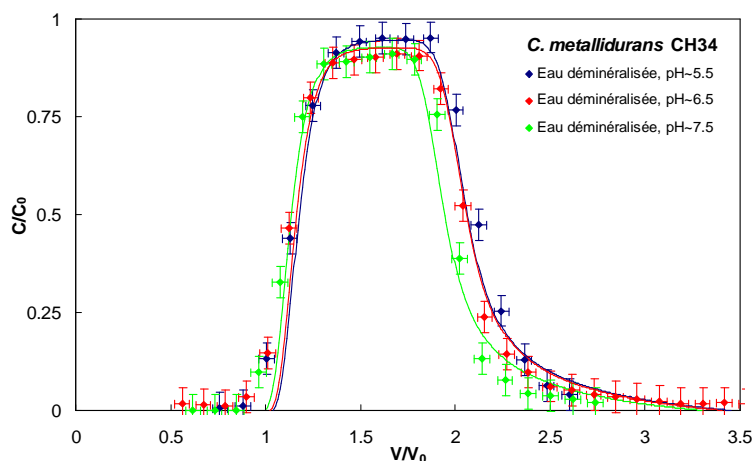 1
0.75
0.5
0.25
0
C/C0
C. metallidurans CH34
Eau déminéralisée, pH~5.5
Eau déminéralisée, pH~6.5
Eau déminéralisée, pH~7.5
0 0.5 1 1.5 2 2.5 3 3.5
V/V0